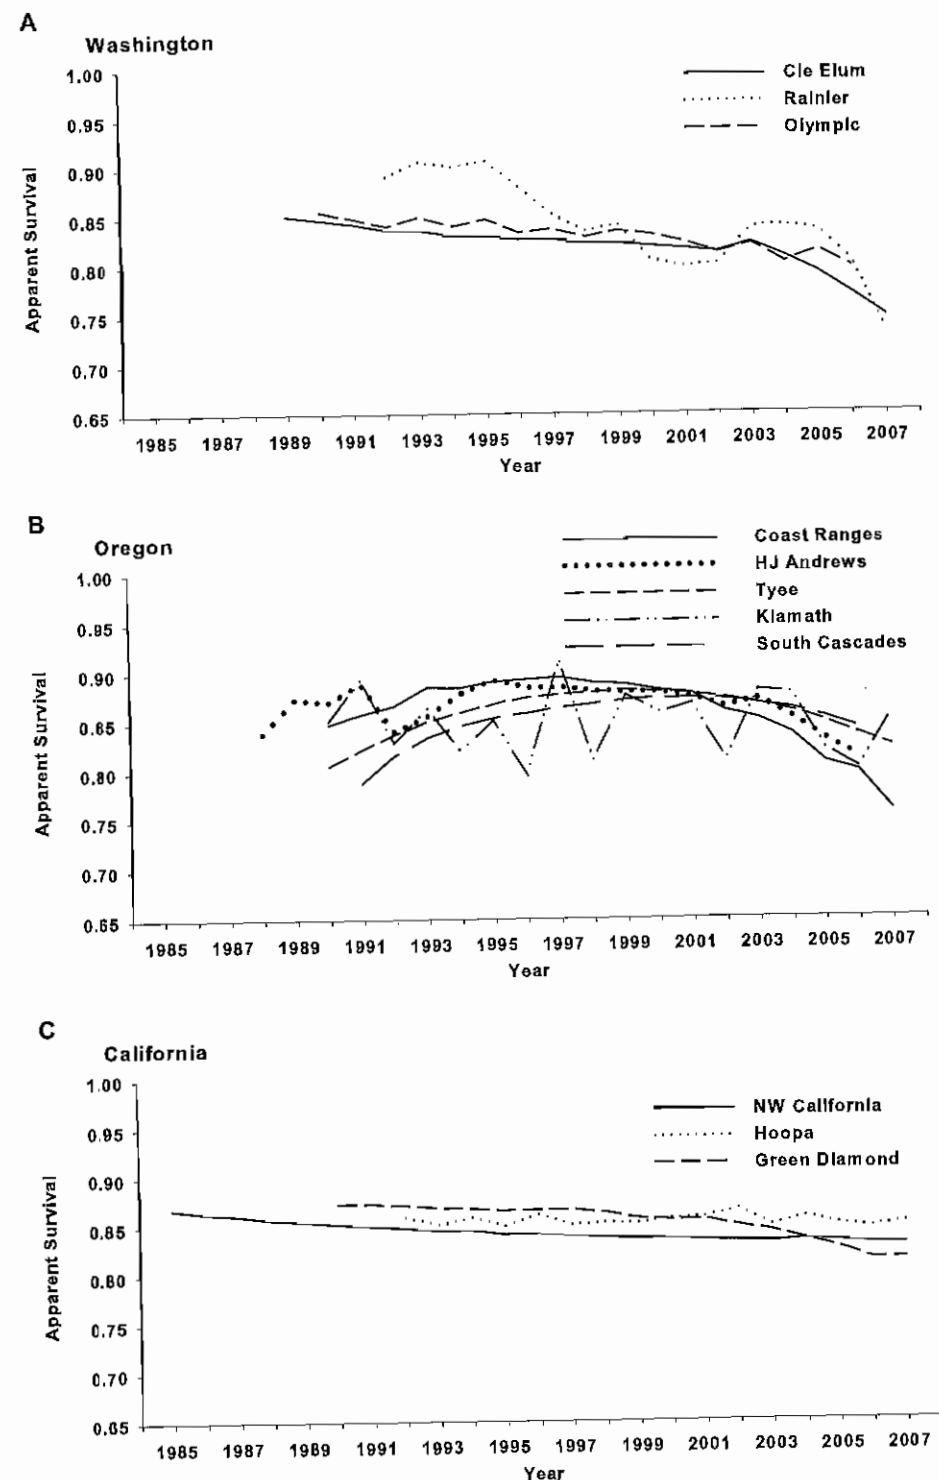 A
Washington
Cle Elum
Rainier
Olympic
1.00
0.95
0.90
0.85
0.80
0.75
0.70
0.65
Apparent Survival
1985 1987 1989 1991 1993 1995 1997 1999 2001 2003 2005 2007
Year
B
Oregon
Coast Ranges
HJ Andrews
Tyee
Klamath
South Cascades
1.00
0.95
0.90
0.85
0.80
0.75
0.70
0.65
Apparent Survival
1985 1987 1989 1991 1993 1995 1997 1999 2001 2003 2005 2007
Year
C
California
NW California
Hoopa
Green Diamond
1.00
0.95
0.90
0.85
0.80
0.75
0.70
0.65
Apparent Survival
1985 1987 1989 1991 1993 1995 1997 1999 2001 2003 2005 2007
Year